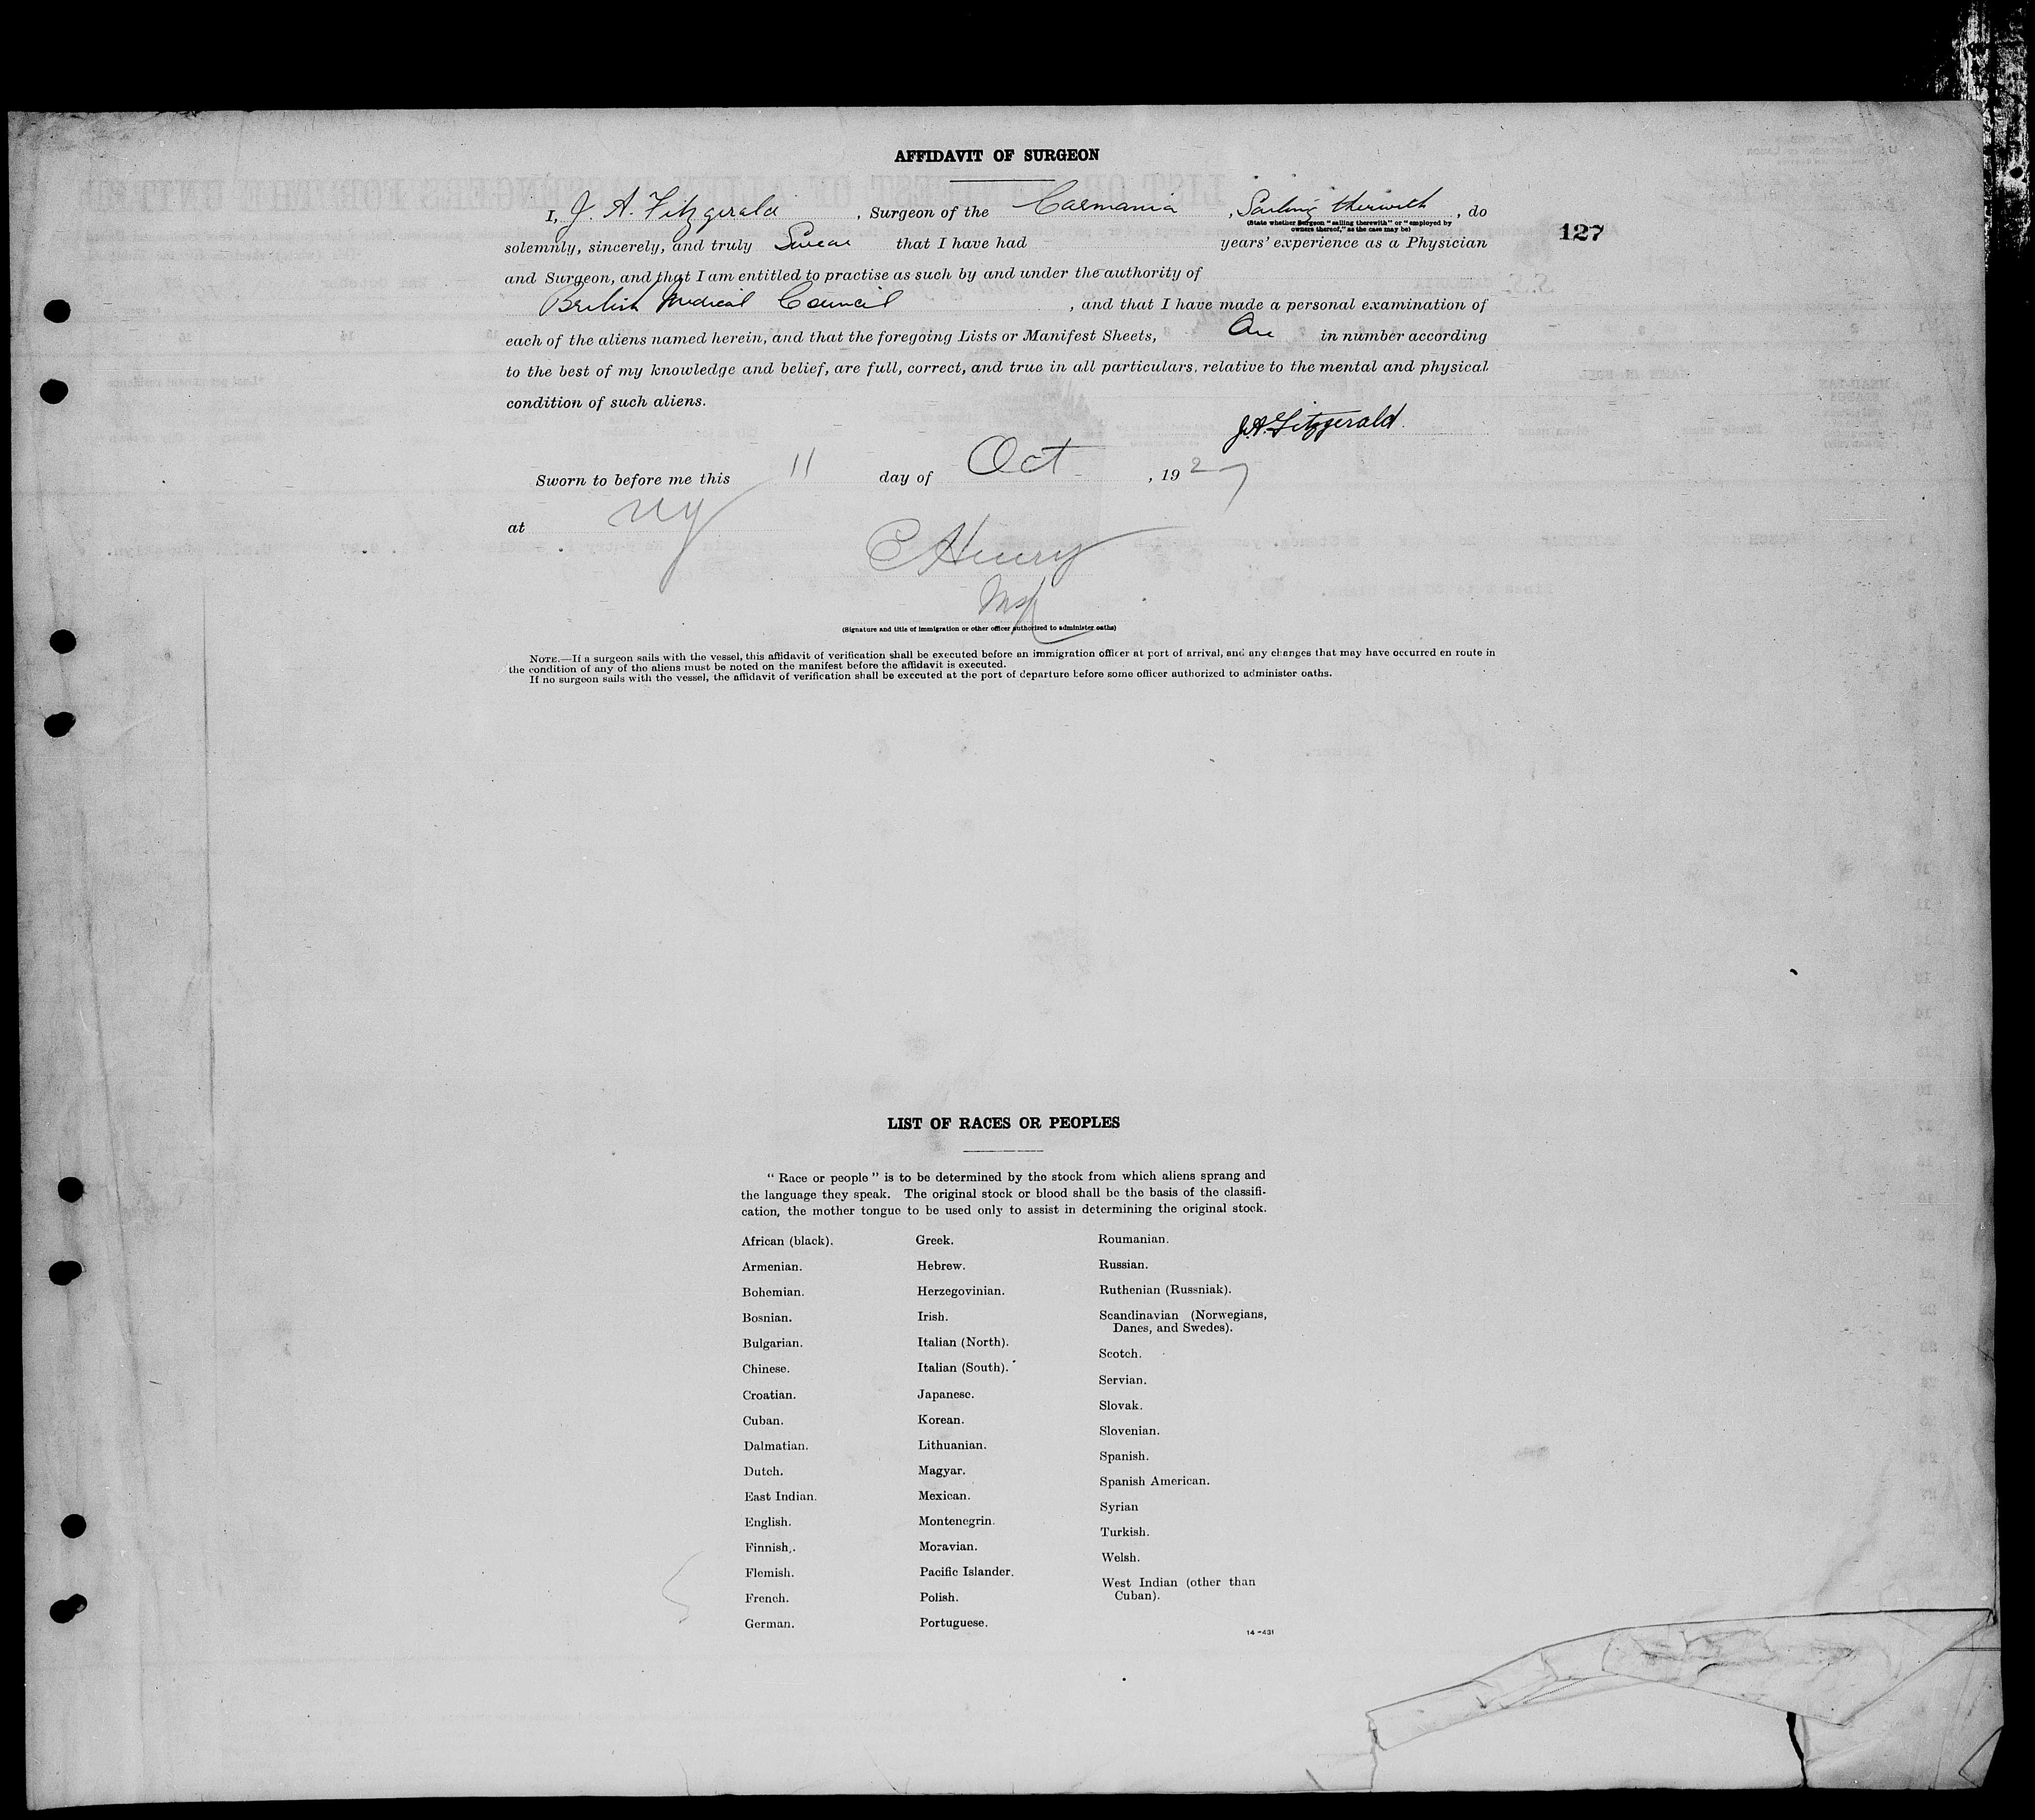 AFFIDAVIT OF SURGEON
I, J. A. Fitzgerald , Surgeon of the Carmania , Sailing therwith , do
(State whether Surgeon "sailing therewith" or "employed by
owners thereof," as the case may be)
127
solemnly, sincerely, and truly Swear that I have had years' experience as a Physician
and Surgeon, and that I am entitled to practise as such by and under the authority of
British Medical Council , and that I have made a personal examination of
each of the aliens named herein, and that the foregoing Lists or Manifest Sheets, One in number according
to the best of my knowledge and belief, are full, correct, and true in all particulars, relative to the mental and physical
condition of such aliens.
J.A. Fitzgerald.
Sworn to before me this 11 day of Oct , 1927
at NY
C Henry
(Signature and title of immigration or other officer authorized to administer oaths)
NOTE.—If a surgeon sails with the vessel, this affidavit of verification shall be executed before an immigration officer at port of arrival, and any changes that may have occurred en route in
the condition of any of the aliens must be noted on the manifest before the affidavit is executed.
If no surgeon sails with the vessel, the affidavit of verification shall be executed at the port of departure before some officer authorized to administer oaths.
LIST OF RACES OR PEOPLES
" Race or people " is to be determined by the stock from which aliens sprang and
the language they speak. The original stock or blood shall be the basis of the classifi-
cation, the mother tongue to be used only to assist in determining the original stock.
African (black).
Armenian.
Bohemian.
Bosnian.
Bulgarian.
Chinese.
Croatian.
Cuban.
Dalmatian.
Dutch.
East Indian.
English.
Finnish.
Flemish.
French.
German.
Greek.
Hebrew.
Herzegovinian.
Irish.
Italian (North).
Italian (South).
Japanese.
Korean.
Lithuanian.
Magyar.
Mexican.
Montenegrin.
Moravian.
Pacific Islander.
Polish.
Portuguese.
Roumanian.
Russian.
Ruthenian (Russniak).
Scandinavian (Norwegians,
Danes, and Swedes).
Scotch.
Servian.
Slovak.
Slovenian.
Spanish.
Spanish American.
Syrian
Turkish.
Welsh.
West Indian (other than
Cuban).
14-431